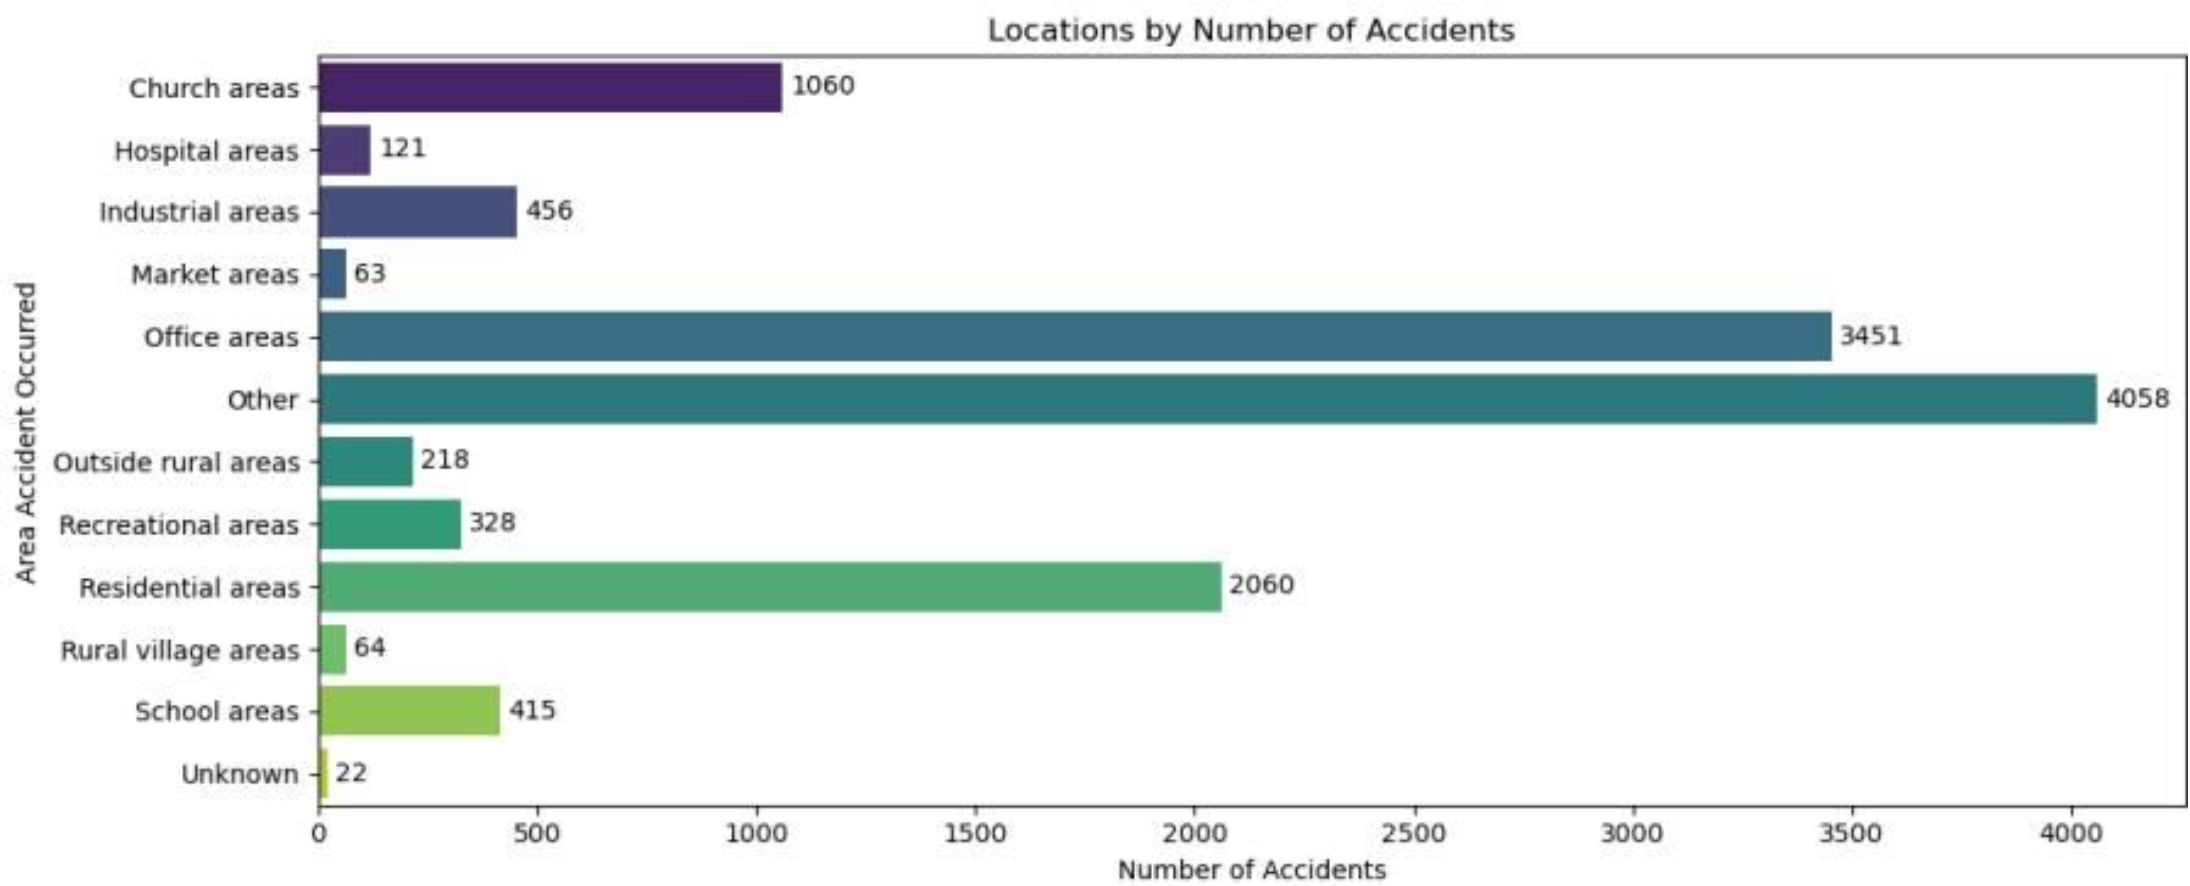 Locations by Number of Accidents
Area Accident Occurred
Church areas 1060
Hospital areas 121
Industrial areas 456
Market areas 63
Office areas 3451
Other 4058
Outside rural areas 218
Recreational areas 328
Residential areas 2060
Rural village areas 64
School areas 415
Unknown 22
0 500 1000 1500 2000 2500 3000 3500 4000
Number of Accidents